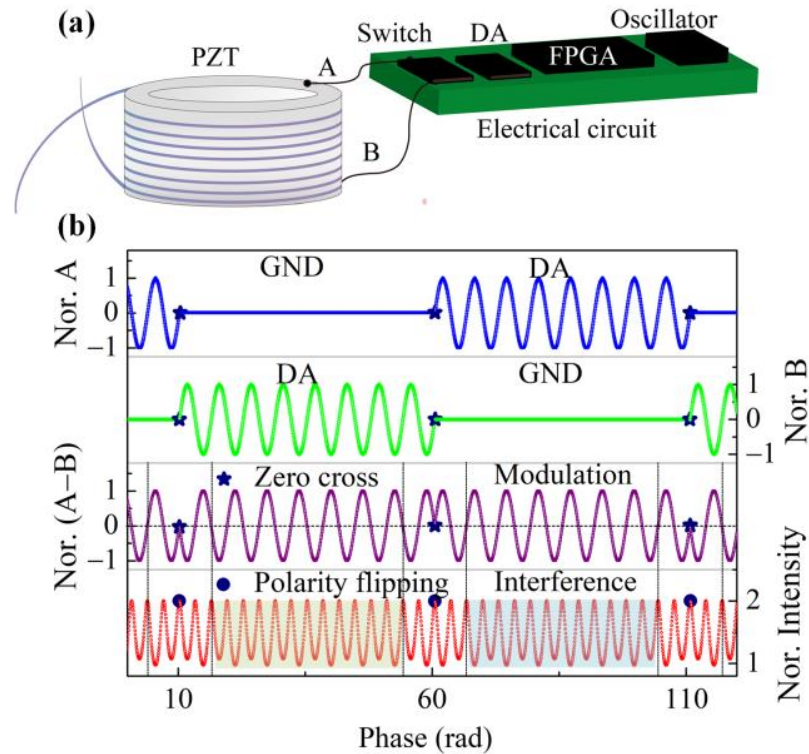 (a)
PZT
A
Switch
DA
FPGA
Oscillator
B
Electrical circuit
(b)
Nor. A
1
0
−1
GND
DA
DA
GND
1
0
−1
Nor. B
Nor. (A−B)
1
0
−1
Zero cross
Modulation
Polarity flipping
Interference
2
1
Nor. Intensity
10
60
110
Phase (rad)